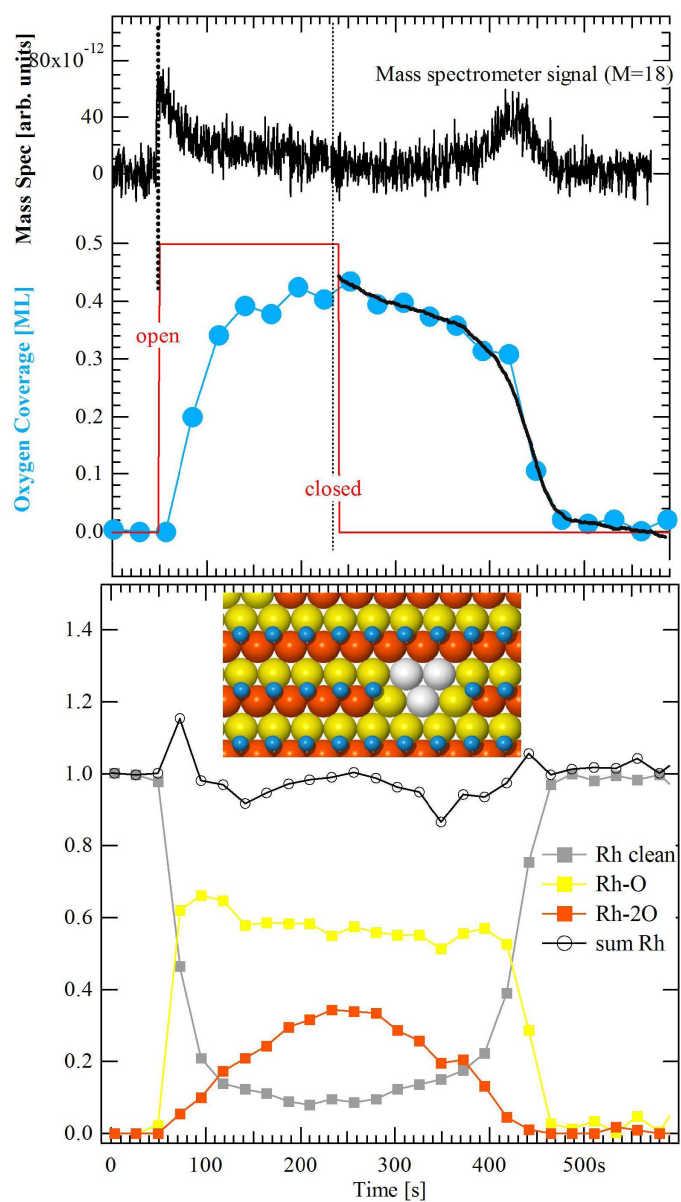 80x10-12
Mass spectrometer signal (M=18)
40
0
Mass Spec [arb. units]
0.5
0.4
open
0.3
0.2
0.1
closed
0.0
Oxygen Coverage [ML]
1.4
1.2
1.0
0.8
Rh clean
Rh-O
Rh-2O
sum Rh
0.6
0.4
0.2
0.0
0 100 200 300 400 500s
Time [s]